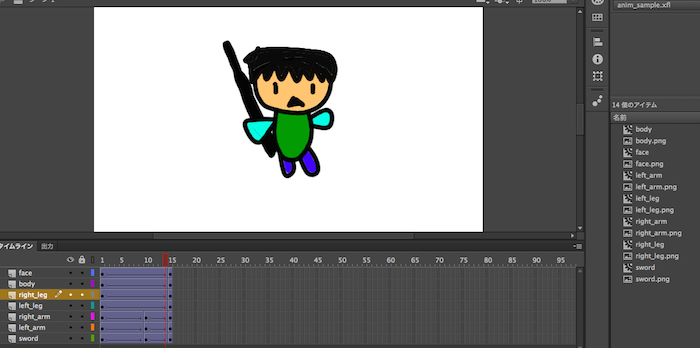 anim_sample.xfl
14 個のアイテム
名前
body
body.png
face
face.png
left_arm
left_arm.png
left_leg
left_leg.png
right_arm
right_arm.png
right_leg
right_leg.png
sword
sword.png
タイムライン 出力
1 5 10 15 20 25 30 35 40 45 50 55 60 65 70 75 80 85 90 95
face
body
right_leg
left_leg
right_arm
left_arm
sword